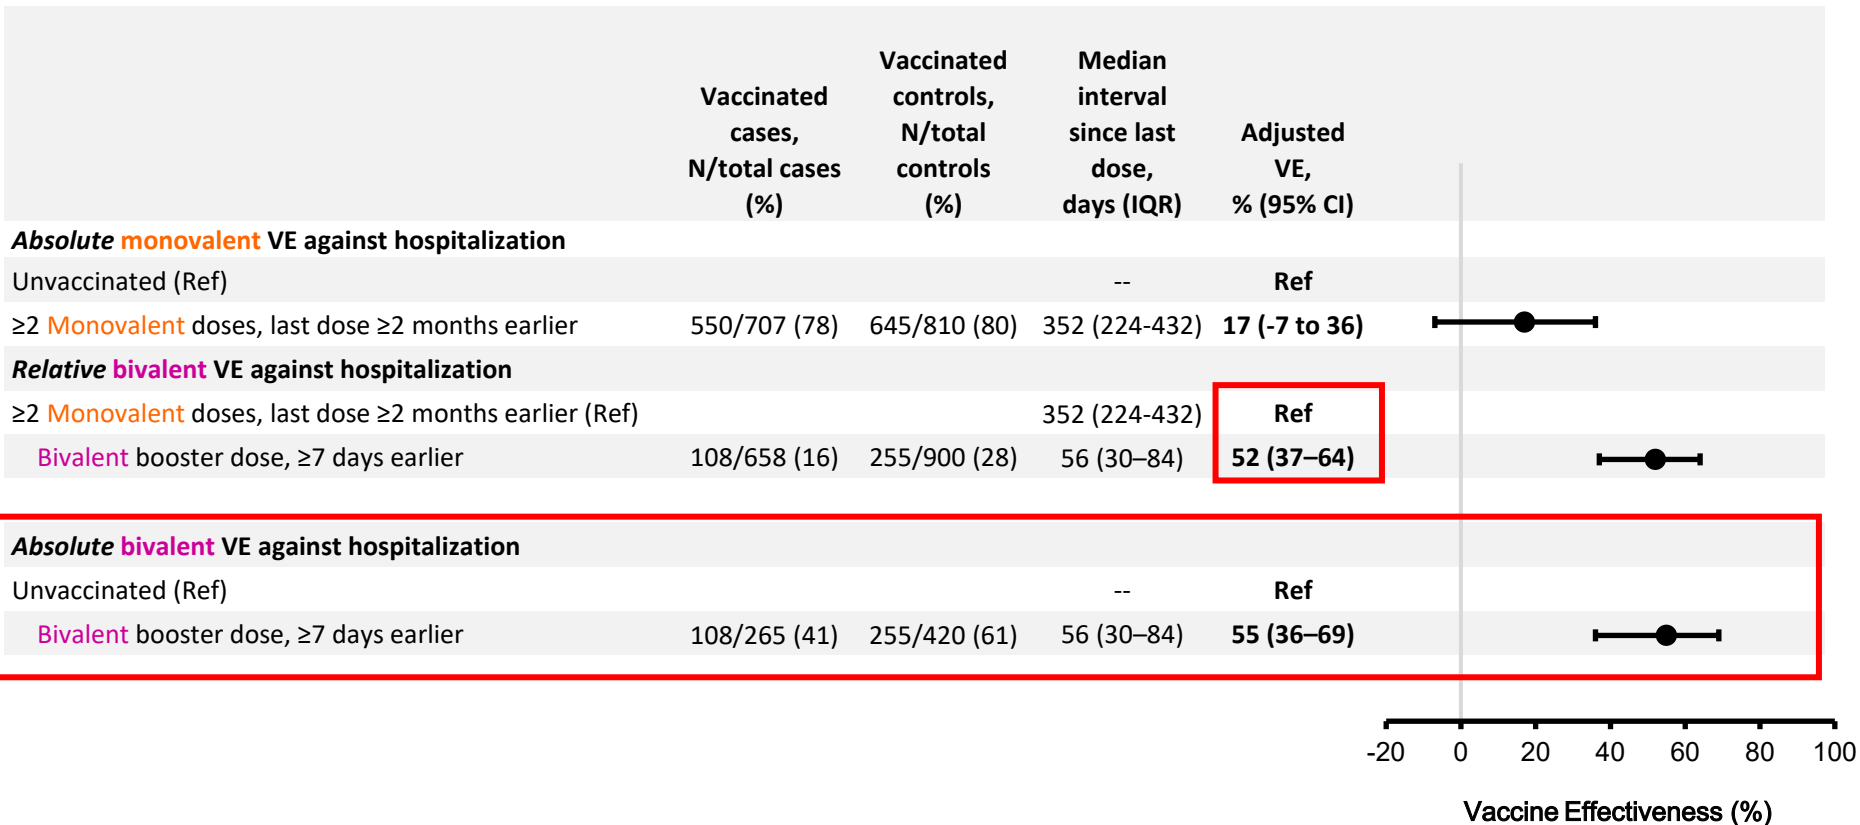 Vaccinated cases, N/total cases (%)
Vaccinated controls, N/total controls (%)
Median interval since last dose, days (IQR)
Adjusted VE, % (95% CI)
Absolute monovalent VE against hospitalization
Unvaccinated (Ref) -- Ref
≥2 Monovalent doses, last dose ≥2 months earlier 550/707 (78) 645/810 (80) 352 (224-432) 17 (-7 to 36)
Relative bivalent VE against hospitalization
≥2 Monovalent doses, last dose ≥2 months earlier (Ref) 352 (224-432) Ref
Bivalent booster dose, ≥7 days earlier 108/658 (16) 255/900 (28) 56 (30–84) 52 (37–64)
Absolute bivalent VE against hospitalization
Unvaccinated (Ref) -- Ref
Bivalent booster dose, ≥7 days earlier 108/265 (41) 255/420 (61) 56 (30–84) 55 (36–69)
-20 0 20 40 60 80 100
Vaccine Effectiveness (%)